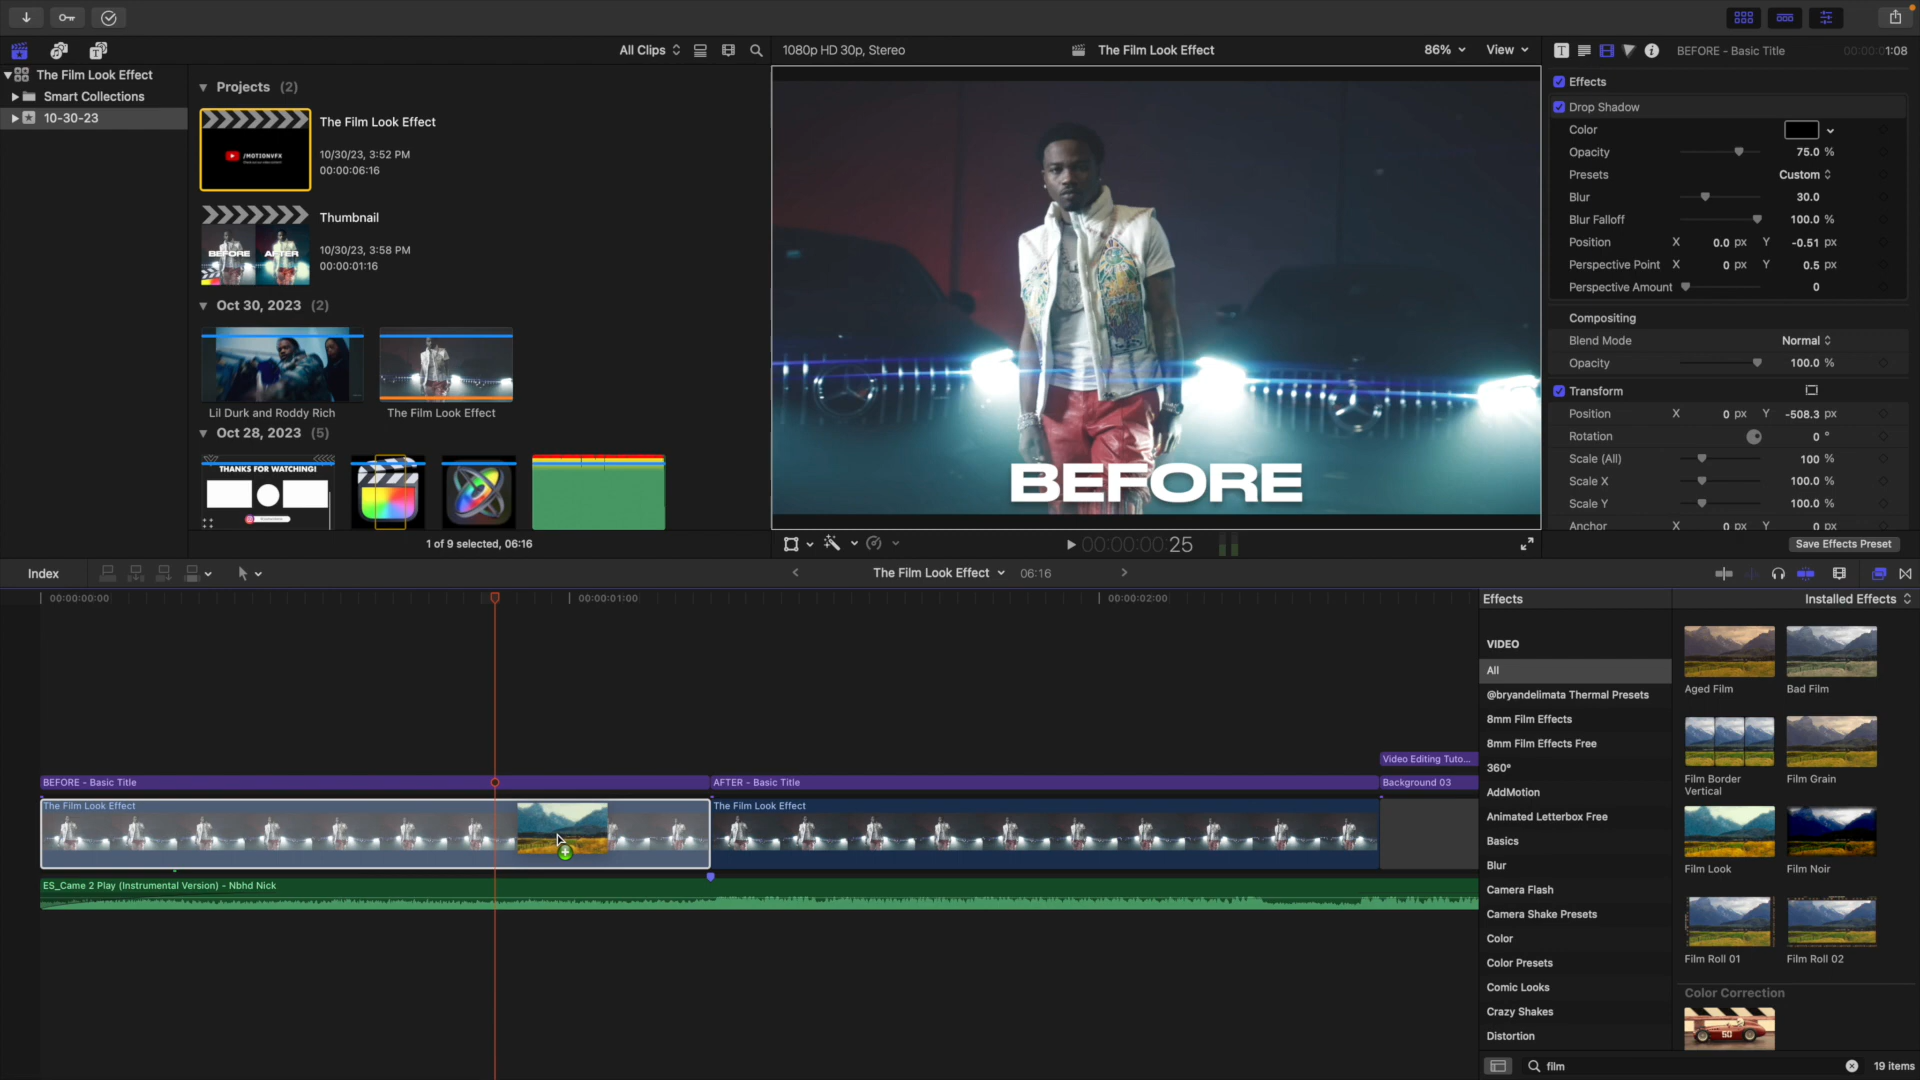 All Clips
1080p HD 30p, Stereo
The Film Look Effect
86%
View
BEFORE - Basic Title
00:00:01:08
The Film Look Effect
Smart Collections
10-30-23
Projects (2)
/MOTIONVFX
The Film Look Effect
10/30/23, 3:52 PM
00:00:06:16
BEFORE AFTER
Thumbnail
10/30/23, 3:58 PM
00:00:01:16
Oct 30, 2023 (2)
Lil Durk and Roddy Rich
The Film Look Effect
Oct 28, 2023 (5)
THANKS FOR WATCHING!
1 of 9 selected, 06:16
BEFORE
00:00:00:25
Effects
Drop Shadow
Color
Opacity 75.0 %
Presets Custom
Blur 30.0
Blur Falloff 100.0 %
Position X 0.0 px Y -0.51 px
Perspective Point X 0 px Y 0.5 px
Perspective Amount 0
Compositing
Blend Mode Normal
Opacity 100.0 %
Transform
Position X 0 px Y -508.3 px
Rotation 0 °
Scale (All) 100 %
Scale X 100.0 %
Scale Y 100.0 %
Anchor X 0 px Y 0 px
Save Effects Preset
Index
The Film Look Effect
06:16
00:00:00:00
00:00:01:00
00:00:02:00
Video Editing Tuto...
BEFORE - Basic Title
AFTER - Basic Title
Background 03
The Film Look Effect
The Film Look Effect
ES_Came 2 Play (Instrumental Version) - Nbhd Nick
Effects
Installed Effects
VIDEO
All
@bryandelimata Thermal Presets
8mm Film Effects
8mm Film Effects Free
360°
AddMotion
Animated Letterbox Free
Basics
Blur
Camera Flash
Camera Shake Presets
Color
Color Presets
Comic Looks
Crazy Shakes
Distortion
Aged Film
Bad Film
Film Border Vertical
Film Grain
Film Look
Film Noir
Film Roll 01
Film Roll 02
Color Correction
50
film
19 items